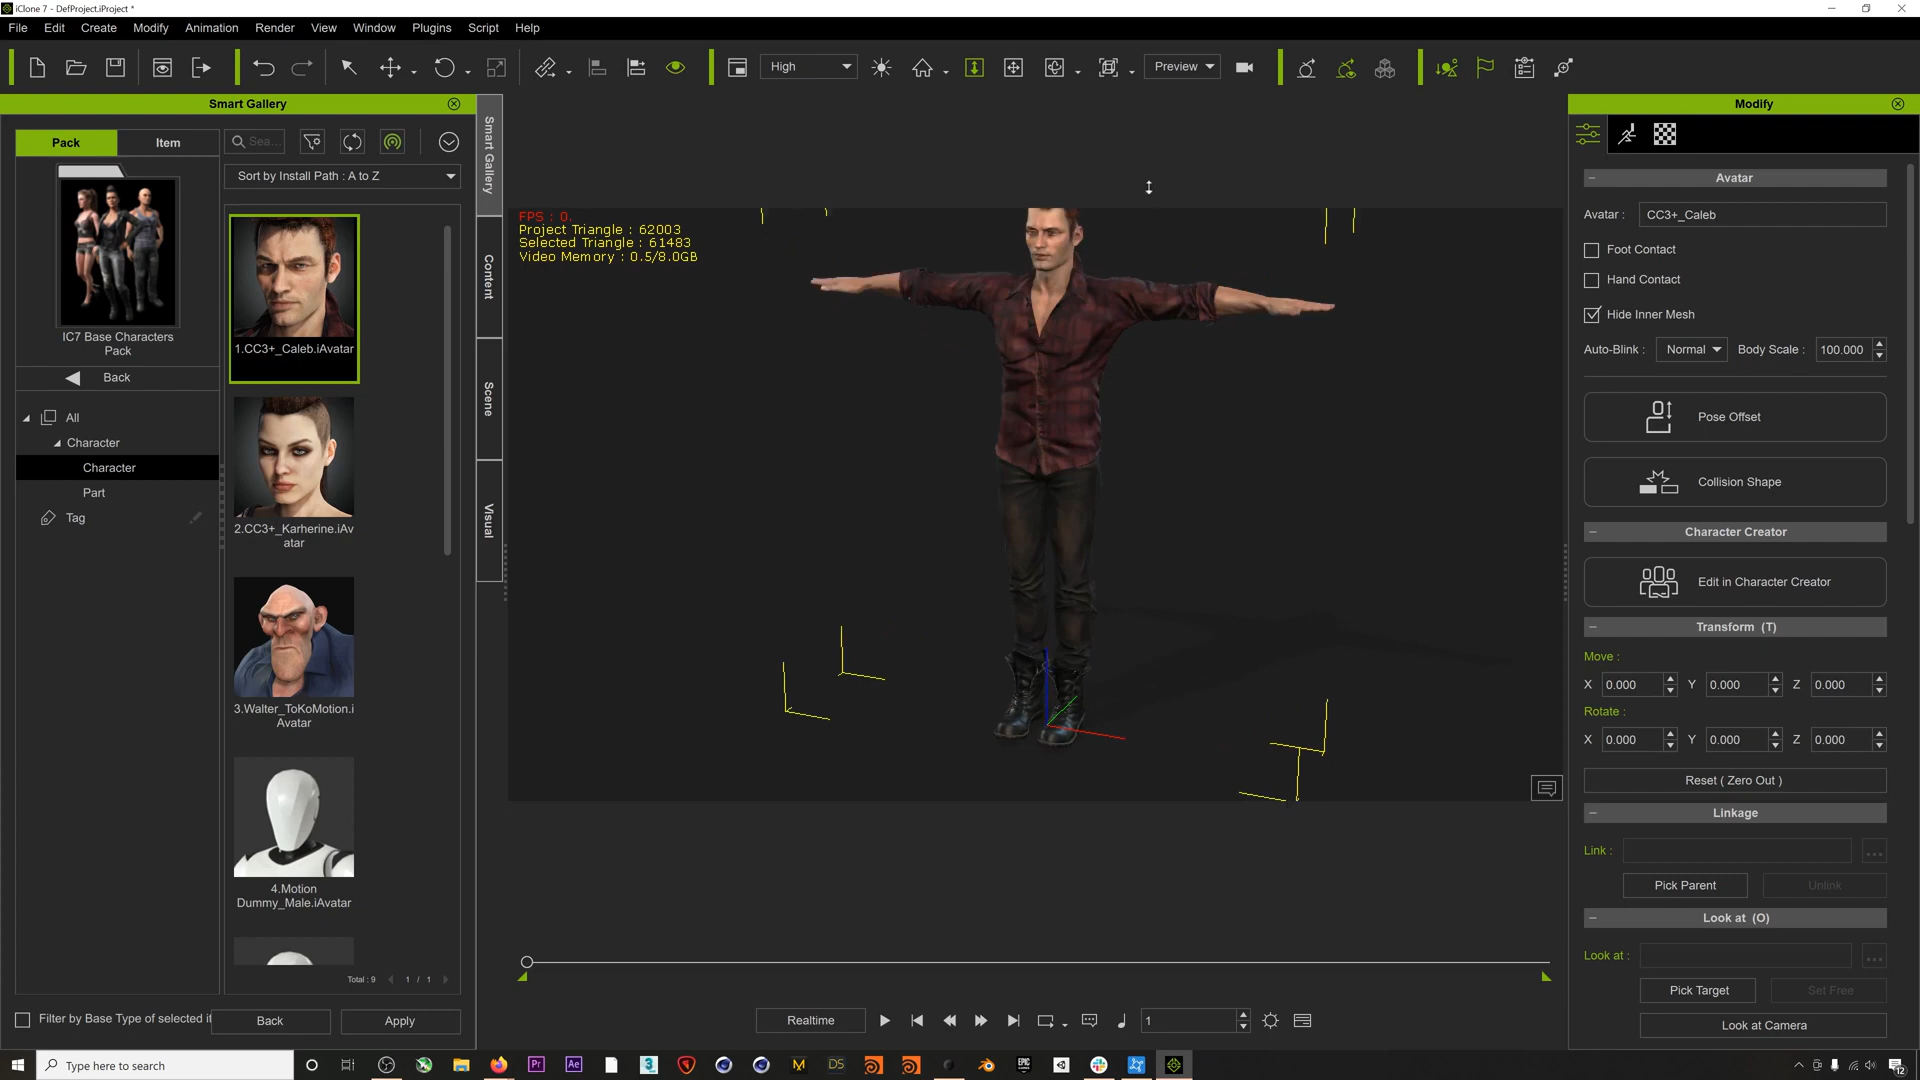 iClone 7 - DefProject.iProject *
File Edit Create Modify Animation Render View Window Plugins Script Help
High
Preview
Smart Gallery
Pack Item
Sea...
Sort by Install Path : A to Z
IC7 Base Characters
Pack
Back
All
Character
Character
Part
Tag
1.CC3+_Caleb.iAvatar
2.CC3+_Karherine.iAv
atar
3.Walter_ToKoMotion.i
Avatar
4.Motion
Dummy_Male.iAvatar
Total : 9 1 / 1
Filter by Base Type of selected it
Back Apply
Smart Gallery
Content
Scene
Visual
FPS : 0.
Project Triangle : 62003
Selected Triangle : 61483
Video Memory : 0.5/8.0GB
Realtime
1
Modify
Avatar
Avatar : CC3+_Caleb
Foot Contact
Hand Contact
Hide Inner Mesh
Auto-Blink : Normal Body Scale : 100.000
Pose Offset
Collision Shape
Character Creator
Edit in Character Creator
Transform (T)
Move :
X 0.000 Y 0.000 Z 0.000
Rotate :
X 0.000 Y 0.000 Z 0.000
Reset ( Zero Out )
Linkage
Link : ...
Pick Parent Unlink
Look at (O)
Look at : ...
Pick Target Set Free
Look at Camera
Type here to search
Pr Ae 3 M DS
EPIC
12